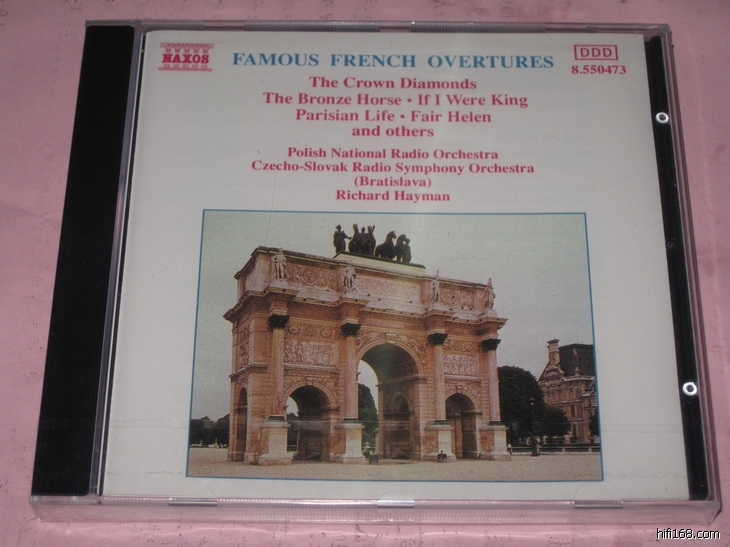 NAXOS
FAMOUS FRENCH OVERTURES
DDD
8.550473
The Crown Diamonds
The Bronze Horse • If I Were King
Parisian Life • Fair Helen
and others
Polish National Radio Orchestra
Czecho-Slovak Radio Symphony Orchestra
(Bratislava)
Richard Hayman
hifi168.com